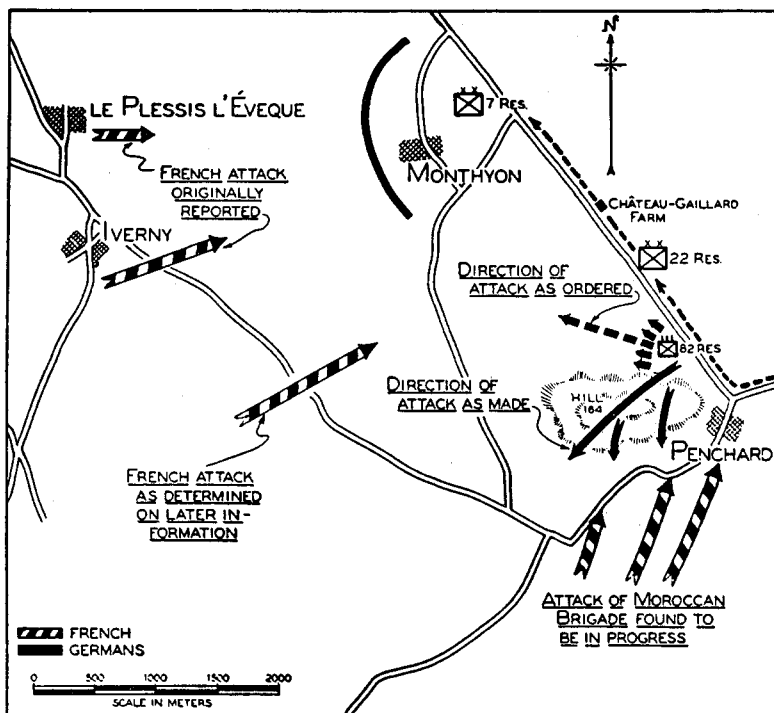 N
LE PLESSIS L'ÉVEQUE
7 RES.
MONTHYON
FRENCH ATTACK
ORIGINALLY
REPORTED
CHÂTEAU-GAILLARD
FARM
IVERNY
22 RES.
DIRECTION OF
ATTACK AS ORDERED
82 RES
DIRECTION OF
ATTACK AS MADE
HILL
164
PENCHARD
FRENCH ATTACK
AS DETERMINED
ON LATER IN-
FORMATION
ATTACK OF MOROCCAN
BRIGADE FOUND TO
BE IN PROGRESS
FRENCH
GERMANS
1000 500 0 1000 2000
SCALE IN METERS